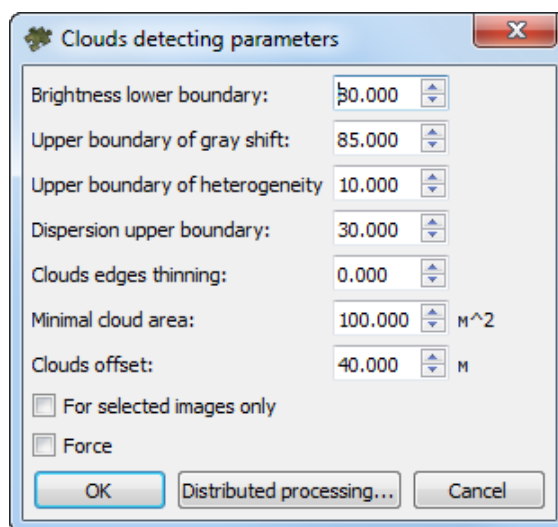 Clouds detecting parameters
Brightness lower boundary: 80.000
Upper boundary of gray shift: 85.000
Upper boundary of heterogeneity 10.000
Dispersion upper boundary: 30.000
Clouds edges thinning: 0.000
Minimal cloud area: 100.000 м^2
Clouds offset: 40.000 м
For selected images only
Force
OK Distributed processing... Cancel